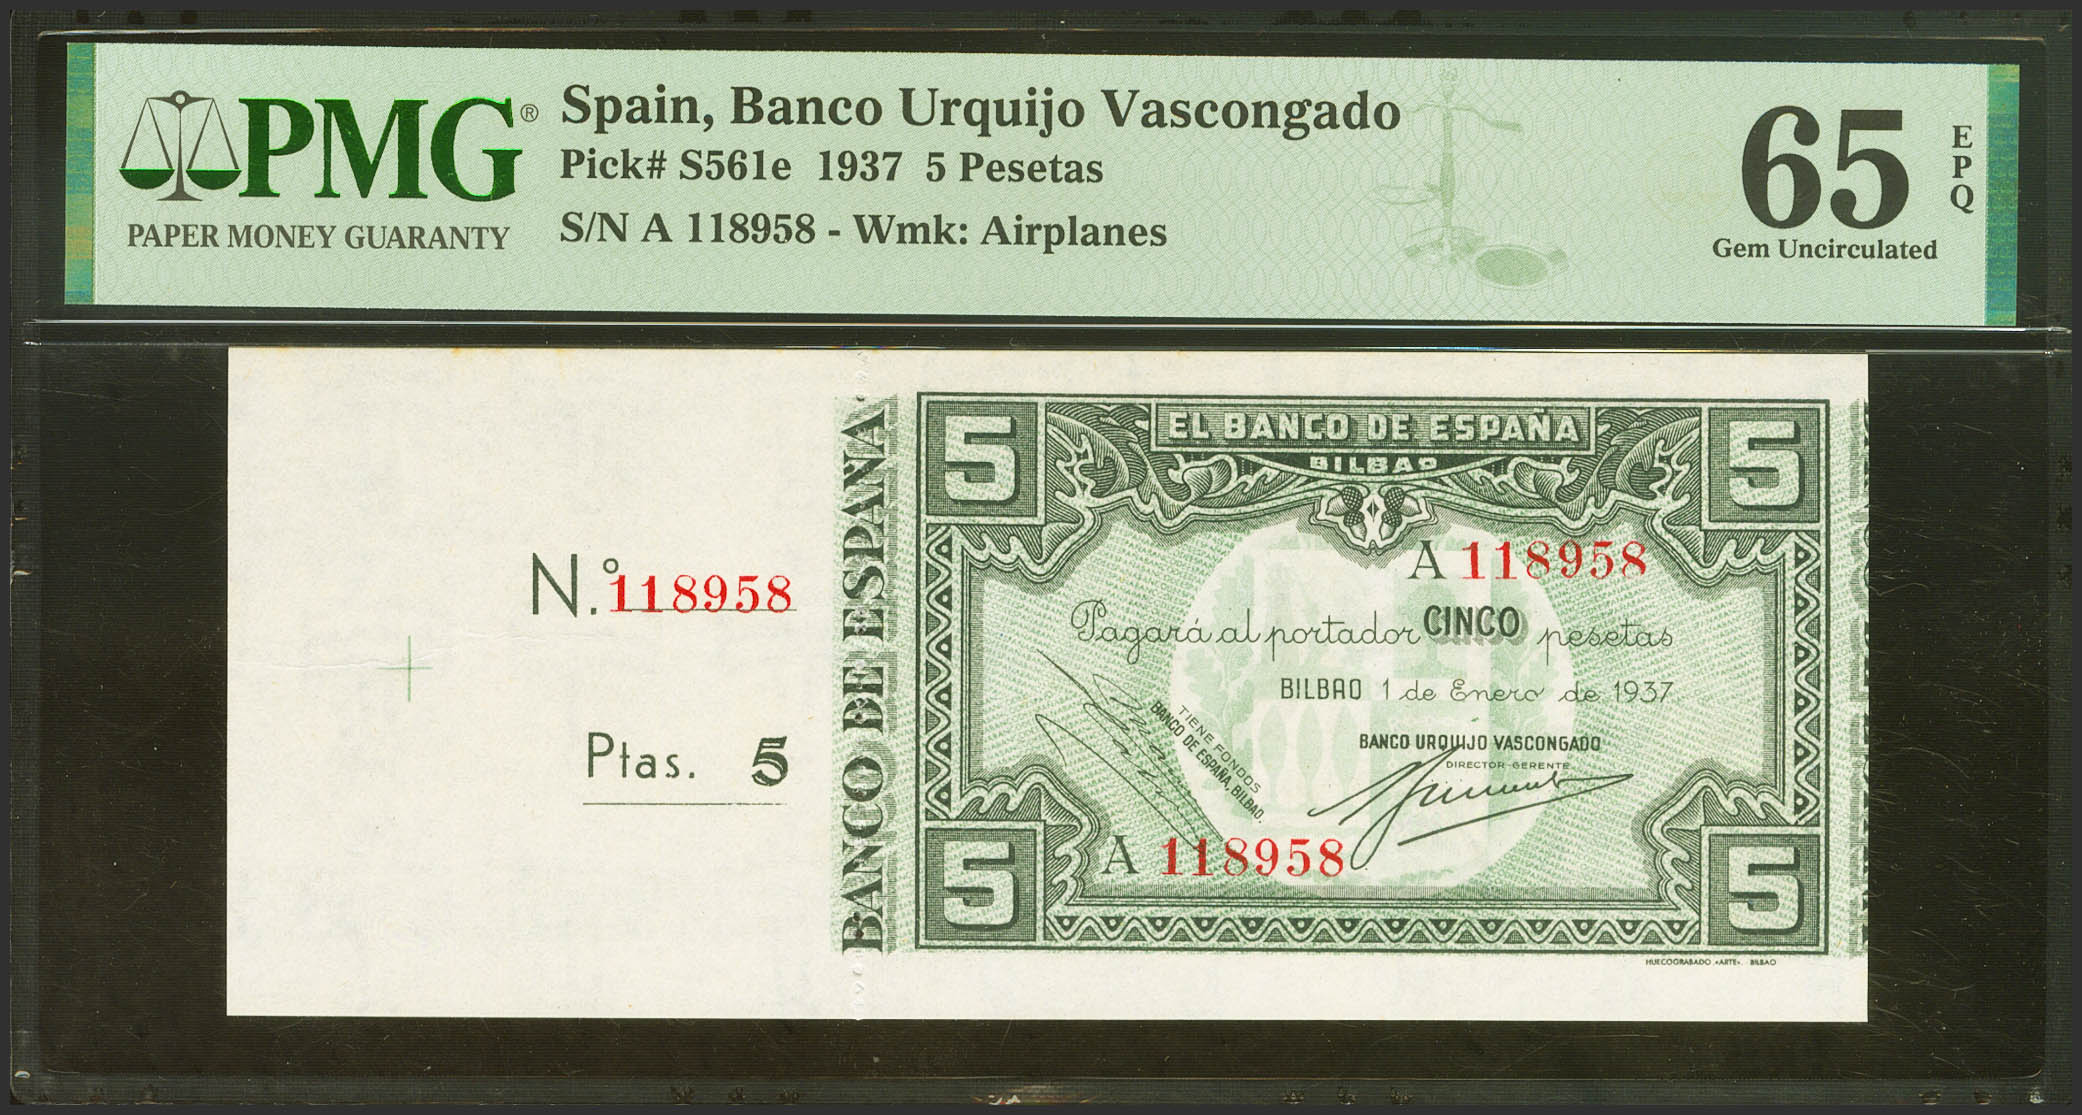 PMG®
PAPER MONEY GUARANTY
Spain, Banco Urquijo Vascongado
Pick# S561e 1937 5 Pesetas
S/N A 118958 - Wmk: Airplanes
65
EPQ
Gem Uncirculated
N.º 118958
Ptas. 5
BANCO DE ESPAÑA
5
5
EL BANCO DE ESPAÑA
BILBAO
A 118958
Pagará al portador CINCO pesetas
BILBAO 1 de Enero de 1937
TIENE FONDOS
BANCO DE ESPAÑA, BILBAO.
BANCO URQUIJO VASCONGADO
DIRECTOR-GERENTE
A 118958
5
5
HUECOGRABADO «ARTE». - BILBAO